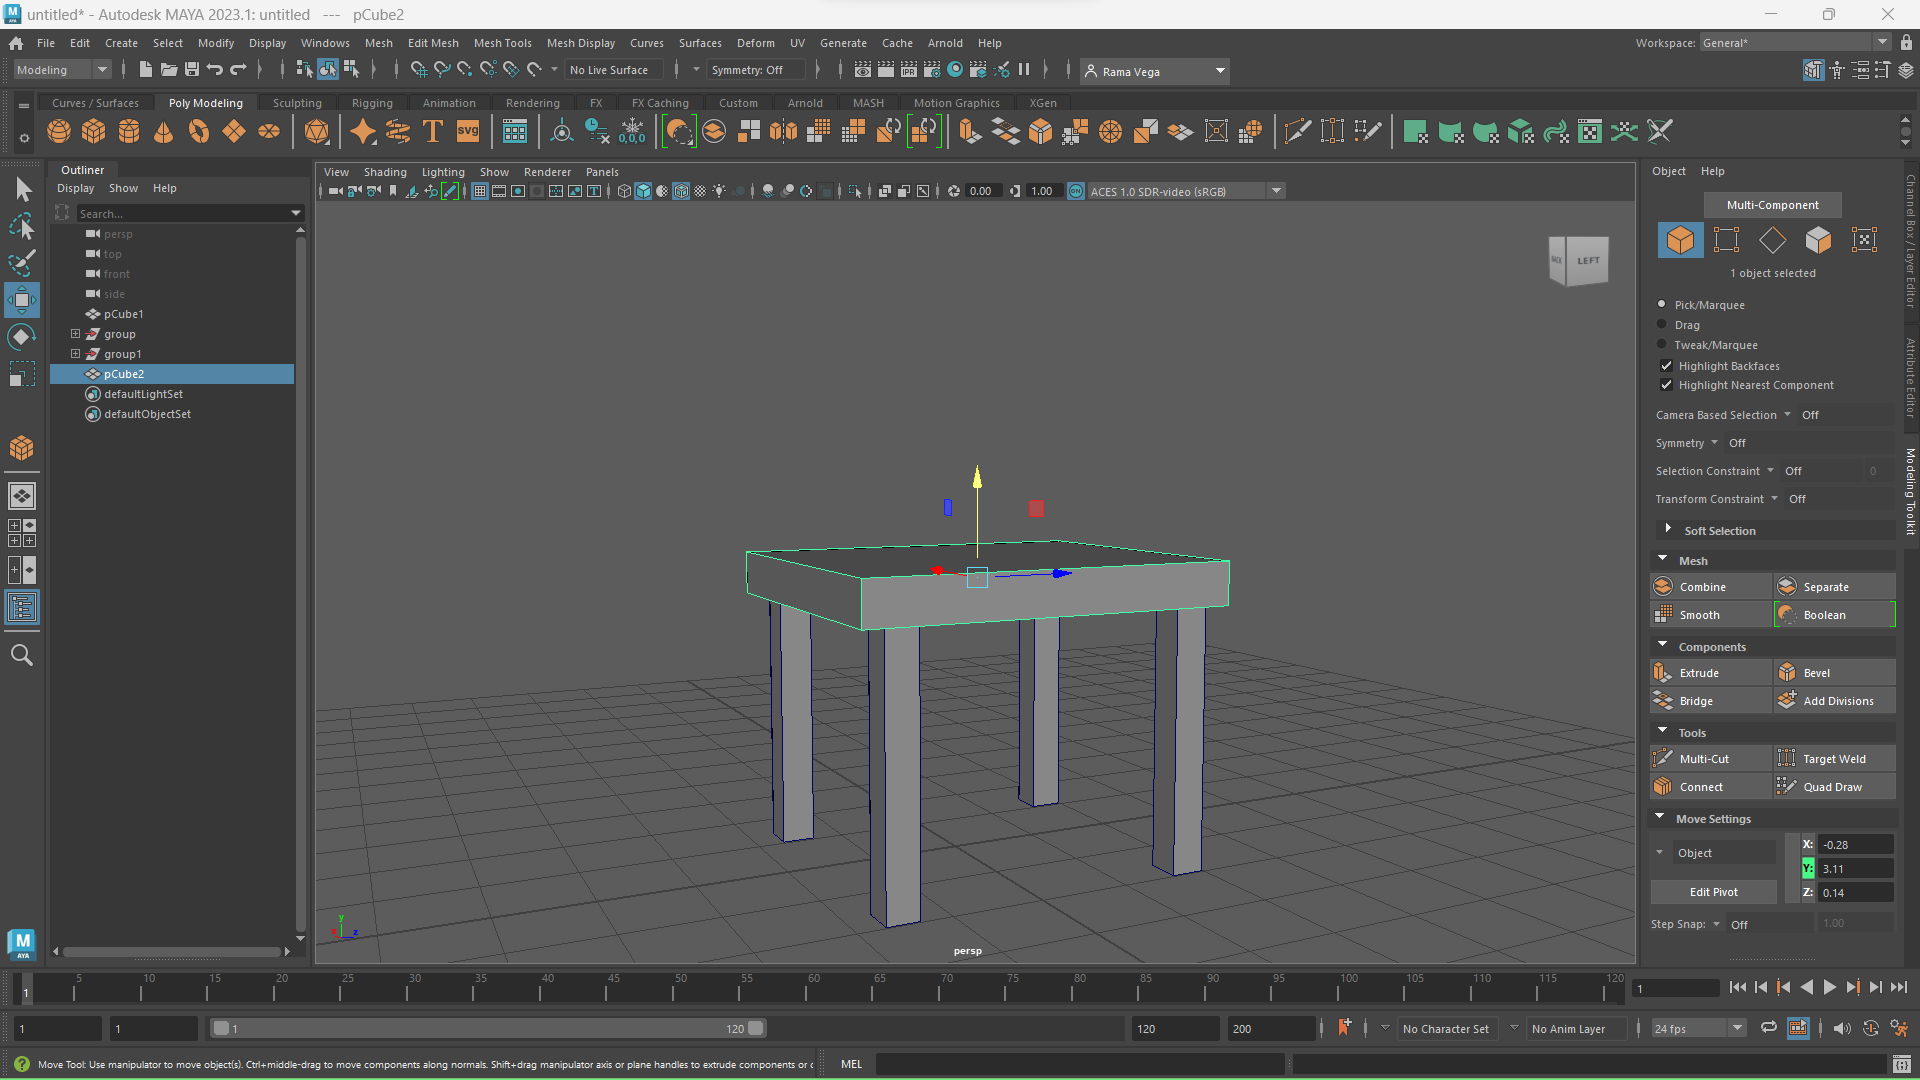 untitled* - Autodesk MAYA 2023.1: untitled --- pCube2
File Edit Create Select Modify Display Windows Mesh Edit Mesh Mesh Tools Mesh Display Curves Surfaces Deform UV Generate Cache Arnold Help Workspace: General*
Modeling No Live Surface Symmetry: Off IPR Rama Vega
Curves / Surfaces Poly Modeling Sculpting Rigging Animation Rendering FX FX Caching Custom Arnold MASH Motion Graphics XGen
SVG 0,0,0
Outliner
Display Show Help
Search...
persp
top
front
side
pCube1
group
group1
pCube2
defaultLightSet
defaultObjectSet
View Shading Lighting Show Renderer Panels
0.00 1.00 ON ACES 1.0 SDR-video (sRGB)
BACK LEFT
y
x z
persp
Object Help
Multi-Component
1 object selected
Pick/Marquee
Drag
Tweak/Marquee
Highlight Backfaces
Highlight Nearest Component
Camera Based Selection Off
Symmetry Off
Selection Constraint Off 0
Transform Constraint Off
Soft Selection
Mesh
Combine Separate
Smooth Boolean
Components
Extrude Bevel
Bridge Add Divisions
Tools
Multi-Cut Target Weld
Connect Quad Draw
Move Settings
Object X: -0.28
Y: 3.11
Edit Pivot Z: 0.14
Step Snap: Off 1.00
Channel Box / Layer Editor
Attribute Editor
Modeling Toolkit
M
AYA
1 5 10 15 20 25 30 35 40 45 50 55 60 65 70 75 80 85 90 95 100 105 110 115 120 1
1 1 1 120 120 200 No Character Set No Anim Layer 24 fps
Move Tool: Use manipulator to move object(s). Ctrl+middle-drag to move components along normals. Shift+drag manipulator axis or plane handles to extrude components or c
MEL